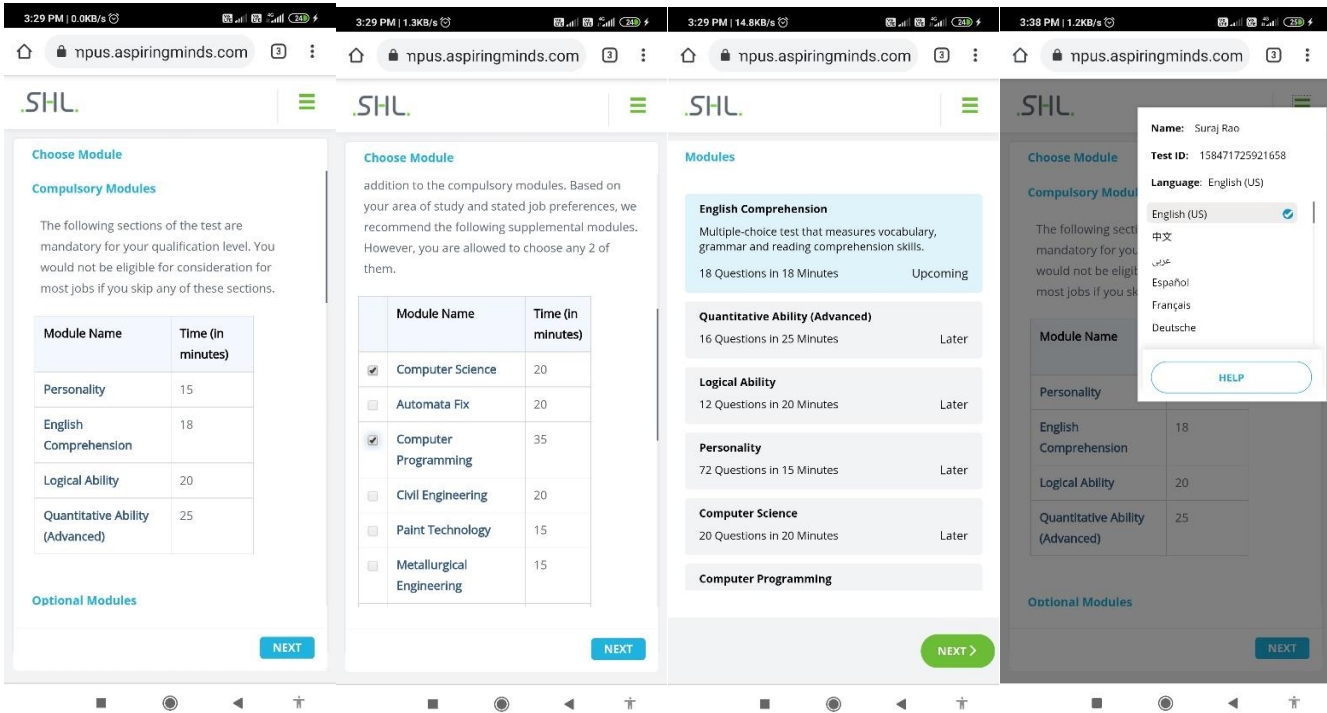 3:29 PM | 0.0KB/s
24
npus.aspiringminds.com
3
.SHL.
Choose Module
Compulsory Modules
The following sections of the test are
mandatory for your qualification level. You
would not be eligible for consideration for
most jobs if you skip any of these sections.
Module Name Time (in
minutes)
Personality 15
English
Comprehension 18
Logical Ability 20
Quantitative Ability
(Advanced) 25
Optional Modules
NEXT
3:29 PM | 1.3KB/s
24
npus.aspiringminds.com
3
.SHL.
Choose Module
addition to the compulsory modules. Based on
your area of study and stated job preferences, we
recommend the following supplemental modules.
However, you are allowed to choose any 2 of
them.
Module Name Time (in
minutes)
Computer Science 20
Automata Fix 20
Computer
Programming 35
Civil Engineering 20
Paint Technology 15
Metallurgical
Engineering 15
NEXT
3:29 PM | 14.8KB/s
24
npus.aspiringminds.com
3
.SHL.
Modules
English Comprehension
Multiple-choice test that measures vocabulary,
grammar and reading comprehension skills.
18 Questions in 18 Minutes Upcoming
Quantitative Ability (Advanced)
16 Questions in 25 Minutes Later
Logical Ability
12 Questions in 20 Minutes Later
Personality
72 Questions in 15 Minutes Later
Computer Science
20 Questions in 20 Minutes Later
Computer Programming
NEXT >
3:38 PM | 1.2KB/s
25
npus.aspiringminds.com
3
.SHL.
Name: Suraj Rao
Test ID: 158471725921658
Language: English (US)
English (US)
中文
عربى
Español
Français
Deutsche
HELP
Choose Module
Compulsory Modul
The following secti
mandatory for you
would not be eligit
most jobs if you sk
Module Name
Personality
English
Comprehension 18
Logical Ability 20
Quantitative Ability
(Advanced) 25
Optional Modules
NEXT